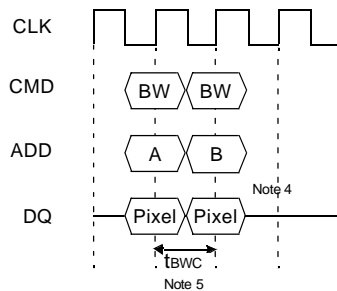 CLK
CMD BW BW
ADD A B
Note 4
DQ Pixel Pixel
tBWC
Note 5